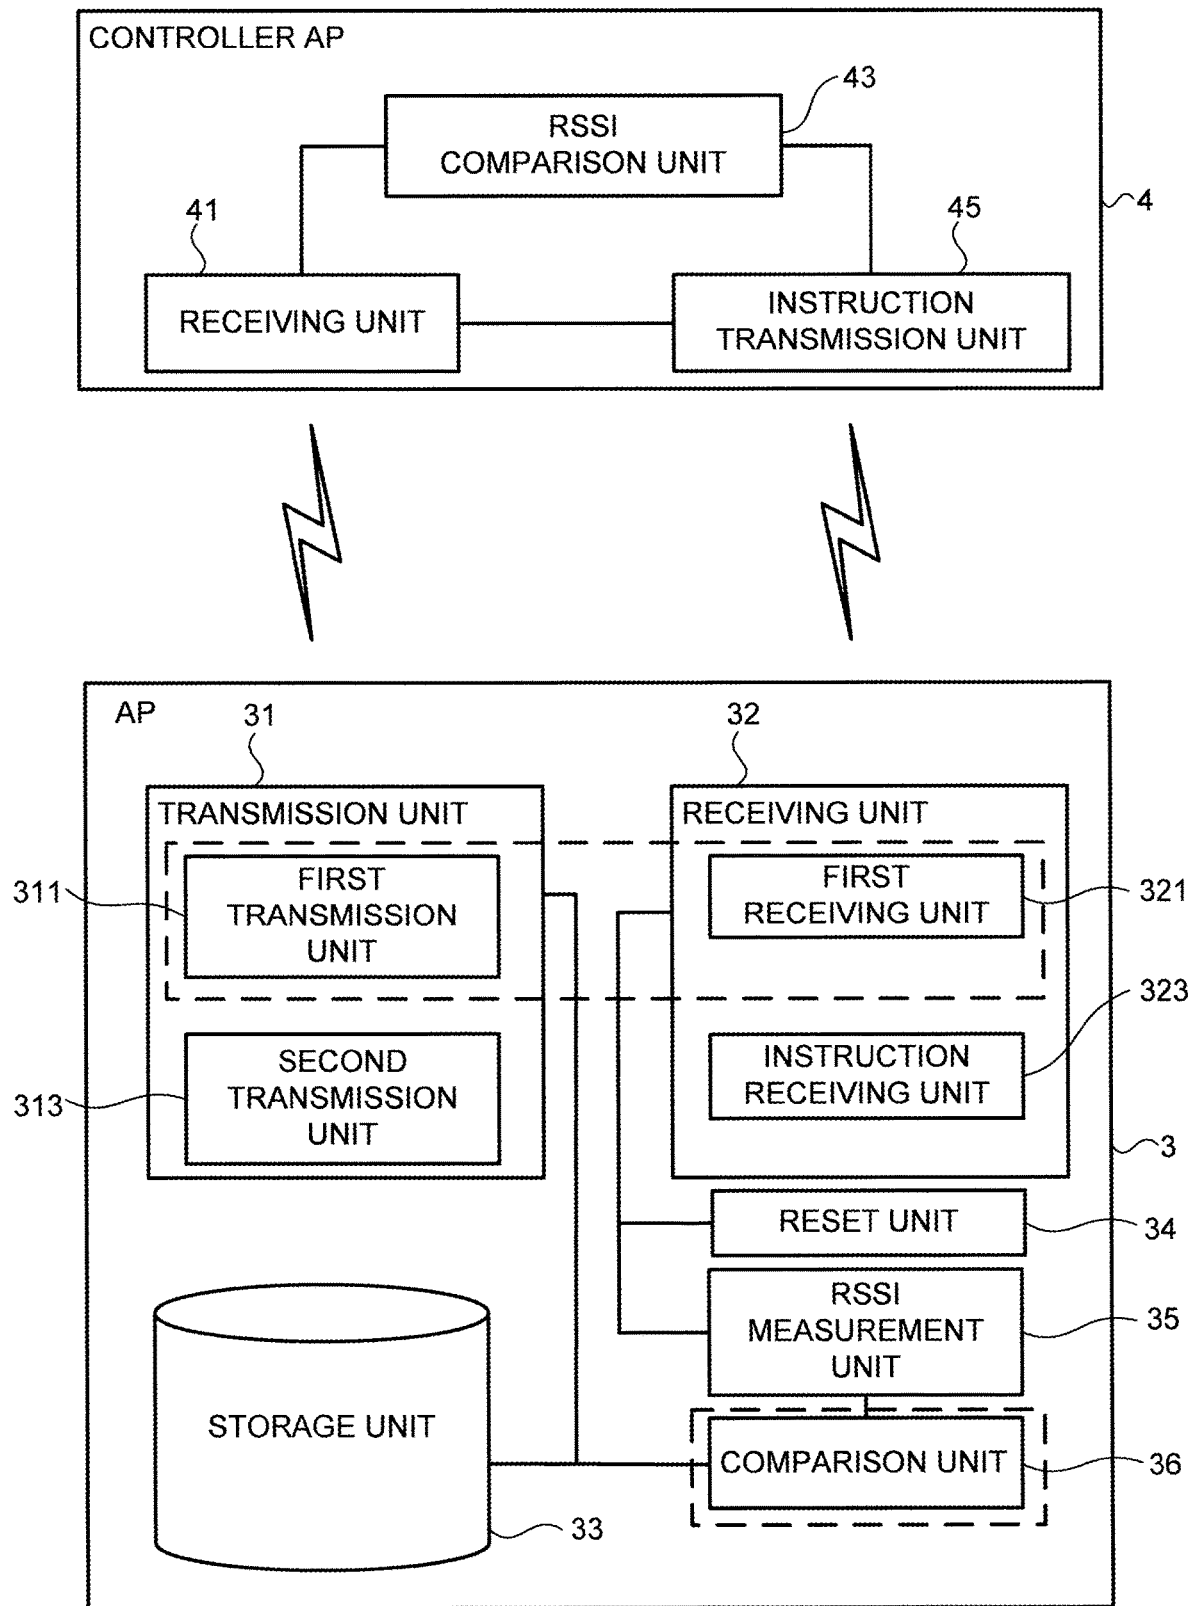 CONTROLLER AP
43
RSSI
COMPARISON UNIT
4
41
45
RECEIVING UNIT
INSTRUCTION
TRANSMISSION UNIT
AP
31
32
TRANSMISSION UNIT
RECEIVING UNIT
311
FIRST
TRANSMISSION
UNIT
FIRST
RECEIVING UNIT
321
313
SECOND
TRANSMISSION
UNIT
INSTRUCTION
RECEIVING UNIT
323
3
RESET UNIT
34
RSSI
MEASUREMENT
UNIT
35
STORAGE UNIT
33
COMPARISON UNIT
36